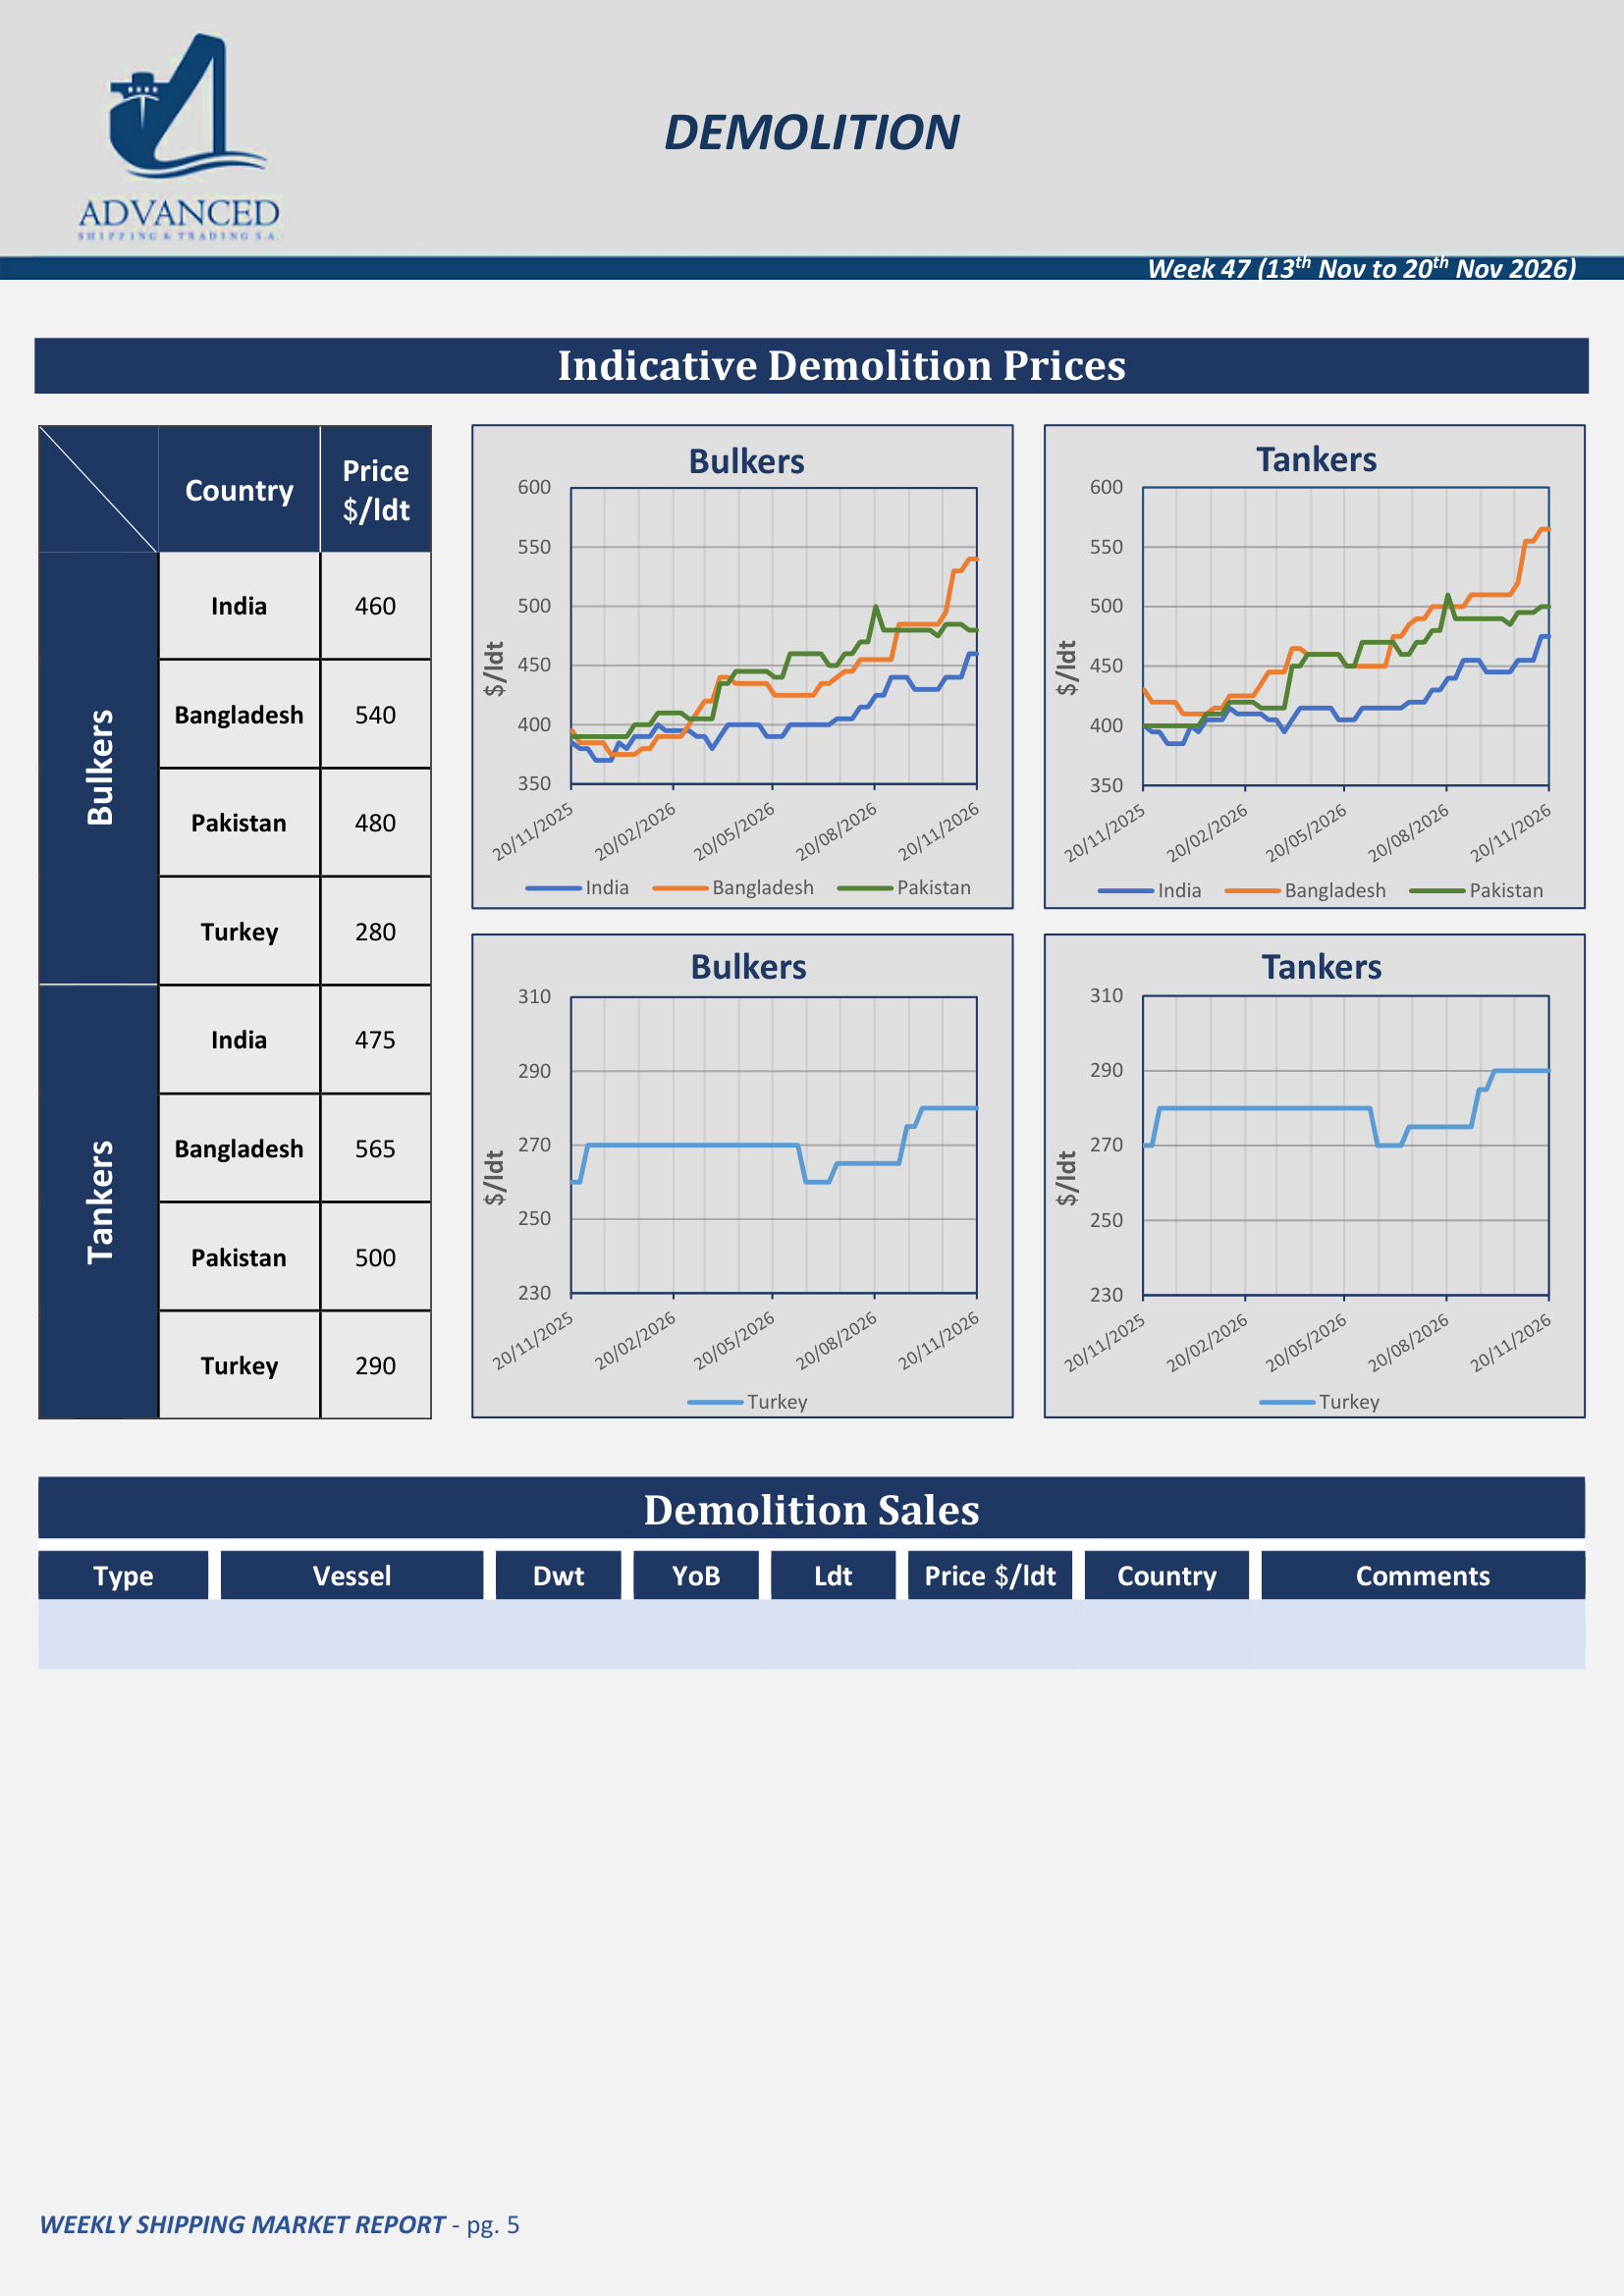 ADVANCED
SHIPPING & TRADING S.A.
DEMOLITION
Week 47 (13th Nov to 20th Nov 2026)
Indicative Demolition Prices
Country
Price
$/ldt
Bulkers
India 460
Bangladesh 540
Pakistan 480
Turkey 280
Tankers
India 475
Bangladesh 565
Pakistan 500
Turkey 290
Bulkers
$/ldt
600
550
500
450
400
350
20/11/2025 20/02/2026 20/05/2026 20/08/2026 20/11/2026
India Bangladesh Pakistan
Tankers
$/ldt
600
550
500
450
400
350
20/11/2025 20/02/2026 20/05/2026 20/08/2026 20/11/2026
India Bangladesh Pakistan
Bulkers
$/ldt
310
290
270
250
230
20/11/2025 20/02/2026 20/05/2026 20/08/2026 20/11/2026
Turkey
Tankers
$/ldt
310
290
270
250
230
20/11/2025 20/02/2026 20/05/2026 20/08/2026 20/11/2026
Turkey
Demolition Sales
Type Vessel Dwt YoB Ldt Price $/ldt Country Comments
WEEKLY SHIPPING MARKET REPORT - pg. 5